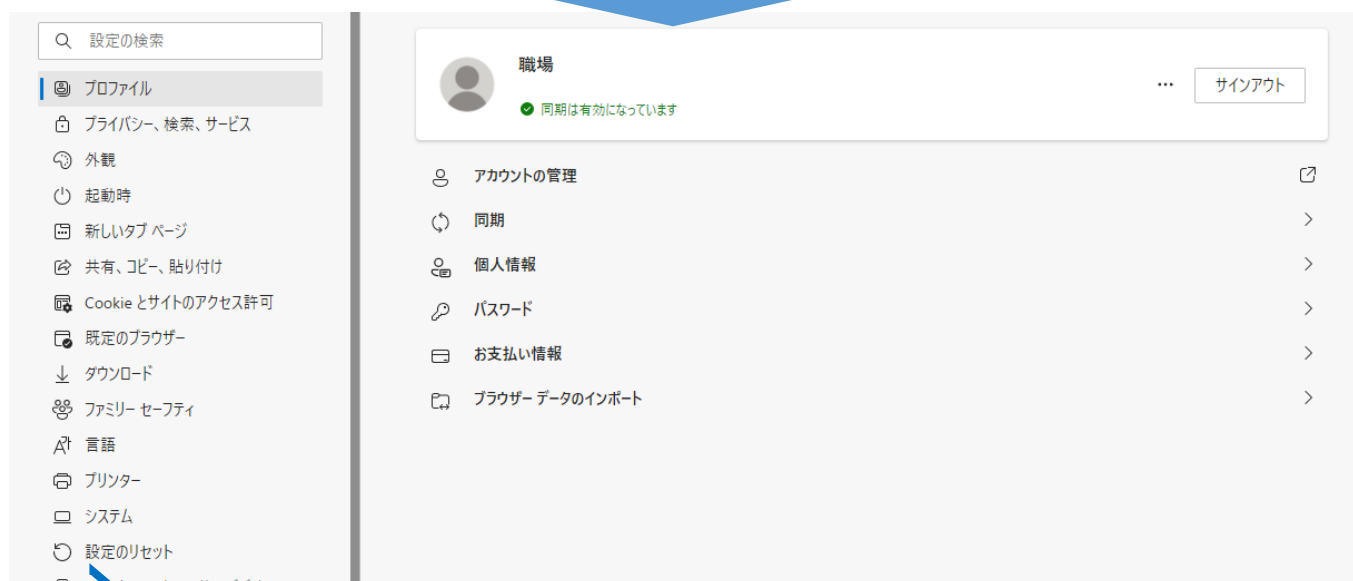 設定の検索
プロファイル
プライバシー、検索、サービス
外観
起動時
新しいタブ ページ
共有、コピー、貼り付け
Cookie とサイトのアクセス許可
既定のブラウザー
ダウンロード
ファミリー セーフティ
言語
プリンター
システム
設定のリセット
職場
同期は有効になっています
サインアウト
アカウントの管理
同期
個人情報
パスワード
お支払い情報
ブラウザー データのインポート